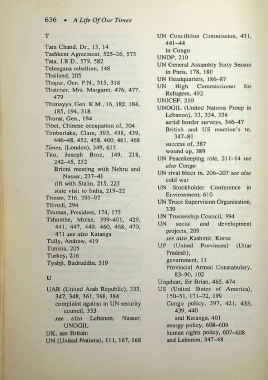 636 • A Life Of Our Times
T
Tara Chand, Dr., 13, 14
Tashkent Agreement, 525-26, 573
Tata, J.R.D., 579, 582
Telengana rebellion, 148
Thailand, 205
Thapar, Gen. P.N., 315, 318
Thatcher, Mrs. Margaret, 476, 477,
479
Thimayya, Gen. K.M., 16, 182, 184,
185, 194, 318
Thorat, Gen., 194
Tibet, Chinese occupation of, 304
Timberlake, Clare, 393, 438, 439,
446-48, 452, 458, 460, 461, 468
Times, (London), 349, 615
Tito, Joseph Broz, 149, 218,
242-45, 252
Brioni meeting with Nehru and
Nasser, 237-41
rift with Stalin, 215, 225
state visit to India, 219-22
Trieste, 216, 291-92
Trivedi, 294
Truman, President, 174, 175
Tshombe, Moise, 399-401, 429,
441, 447, 449, 460, 468, 470,
471 see also Katanga
Tully, Andrew, 419
Tunisia, 205
Turkey, 216
Tyabji, Badruddin, 519
U
UAR (United Arab Republic), 333,
347, 348, 361, 368, 384
complaint against in UN security
council, 333
see also Lebanon, Nasser,
UNOGIL
UK, see Britain
UN (United Nations), 111, 167, 168
UN Conciliation Commission, 431,
441-44
in Congo
UNDP, 210
UN General Assembly Sixty Session
in Paris, 178, 180
UN Headquarters, 186-87
UN High Commissioner for
Refugees, 492
UNICEF, 210
UNOGIL (United Nations Group in
Lebanon), 33, 334, 336
aerial border surveys, 346-47
British and US reaction's to,
347-81
success of, 387
wound up, 389
UN Peacekeeping role, 211-14 see
also Congo
UN rival blocs in, 206-207 see also
cold war
UN Stockholder Conference in
Environment, 610
UN Truce Supervision Organisation,
339
UN Trusteeship Council, 394
UN social and development
projects, 209
see also Kashmir, Korea
UP (United Provinces) (Uttar
Pradesh),
government, 11
Provincial Armed Constabulary,
83-90, 102
Urquhart, Sir Brian, 465, 474
US (United States of America),
150-51, 171-72, 199
Congo policy, 397, 421, 433,
439, 440
and Katanga, 401
energy policy, 608-609
human rights policy, 607-608
and Lebanon, 347-48